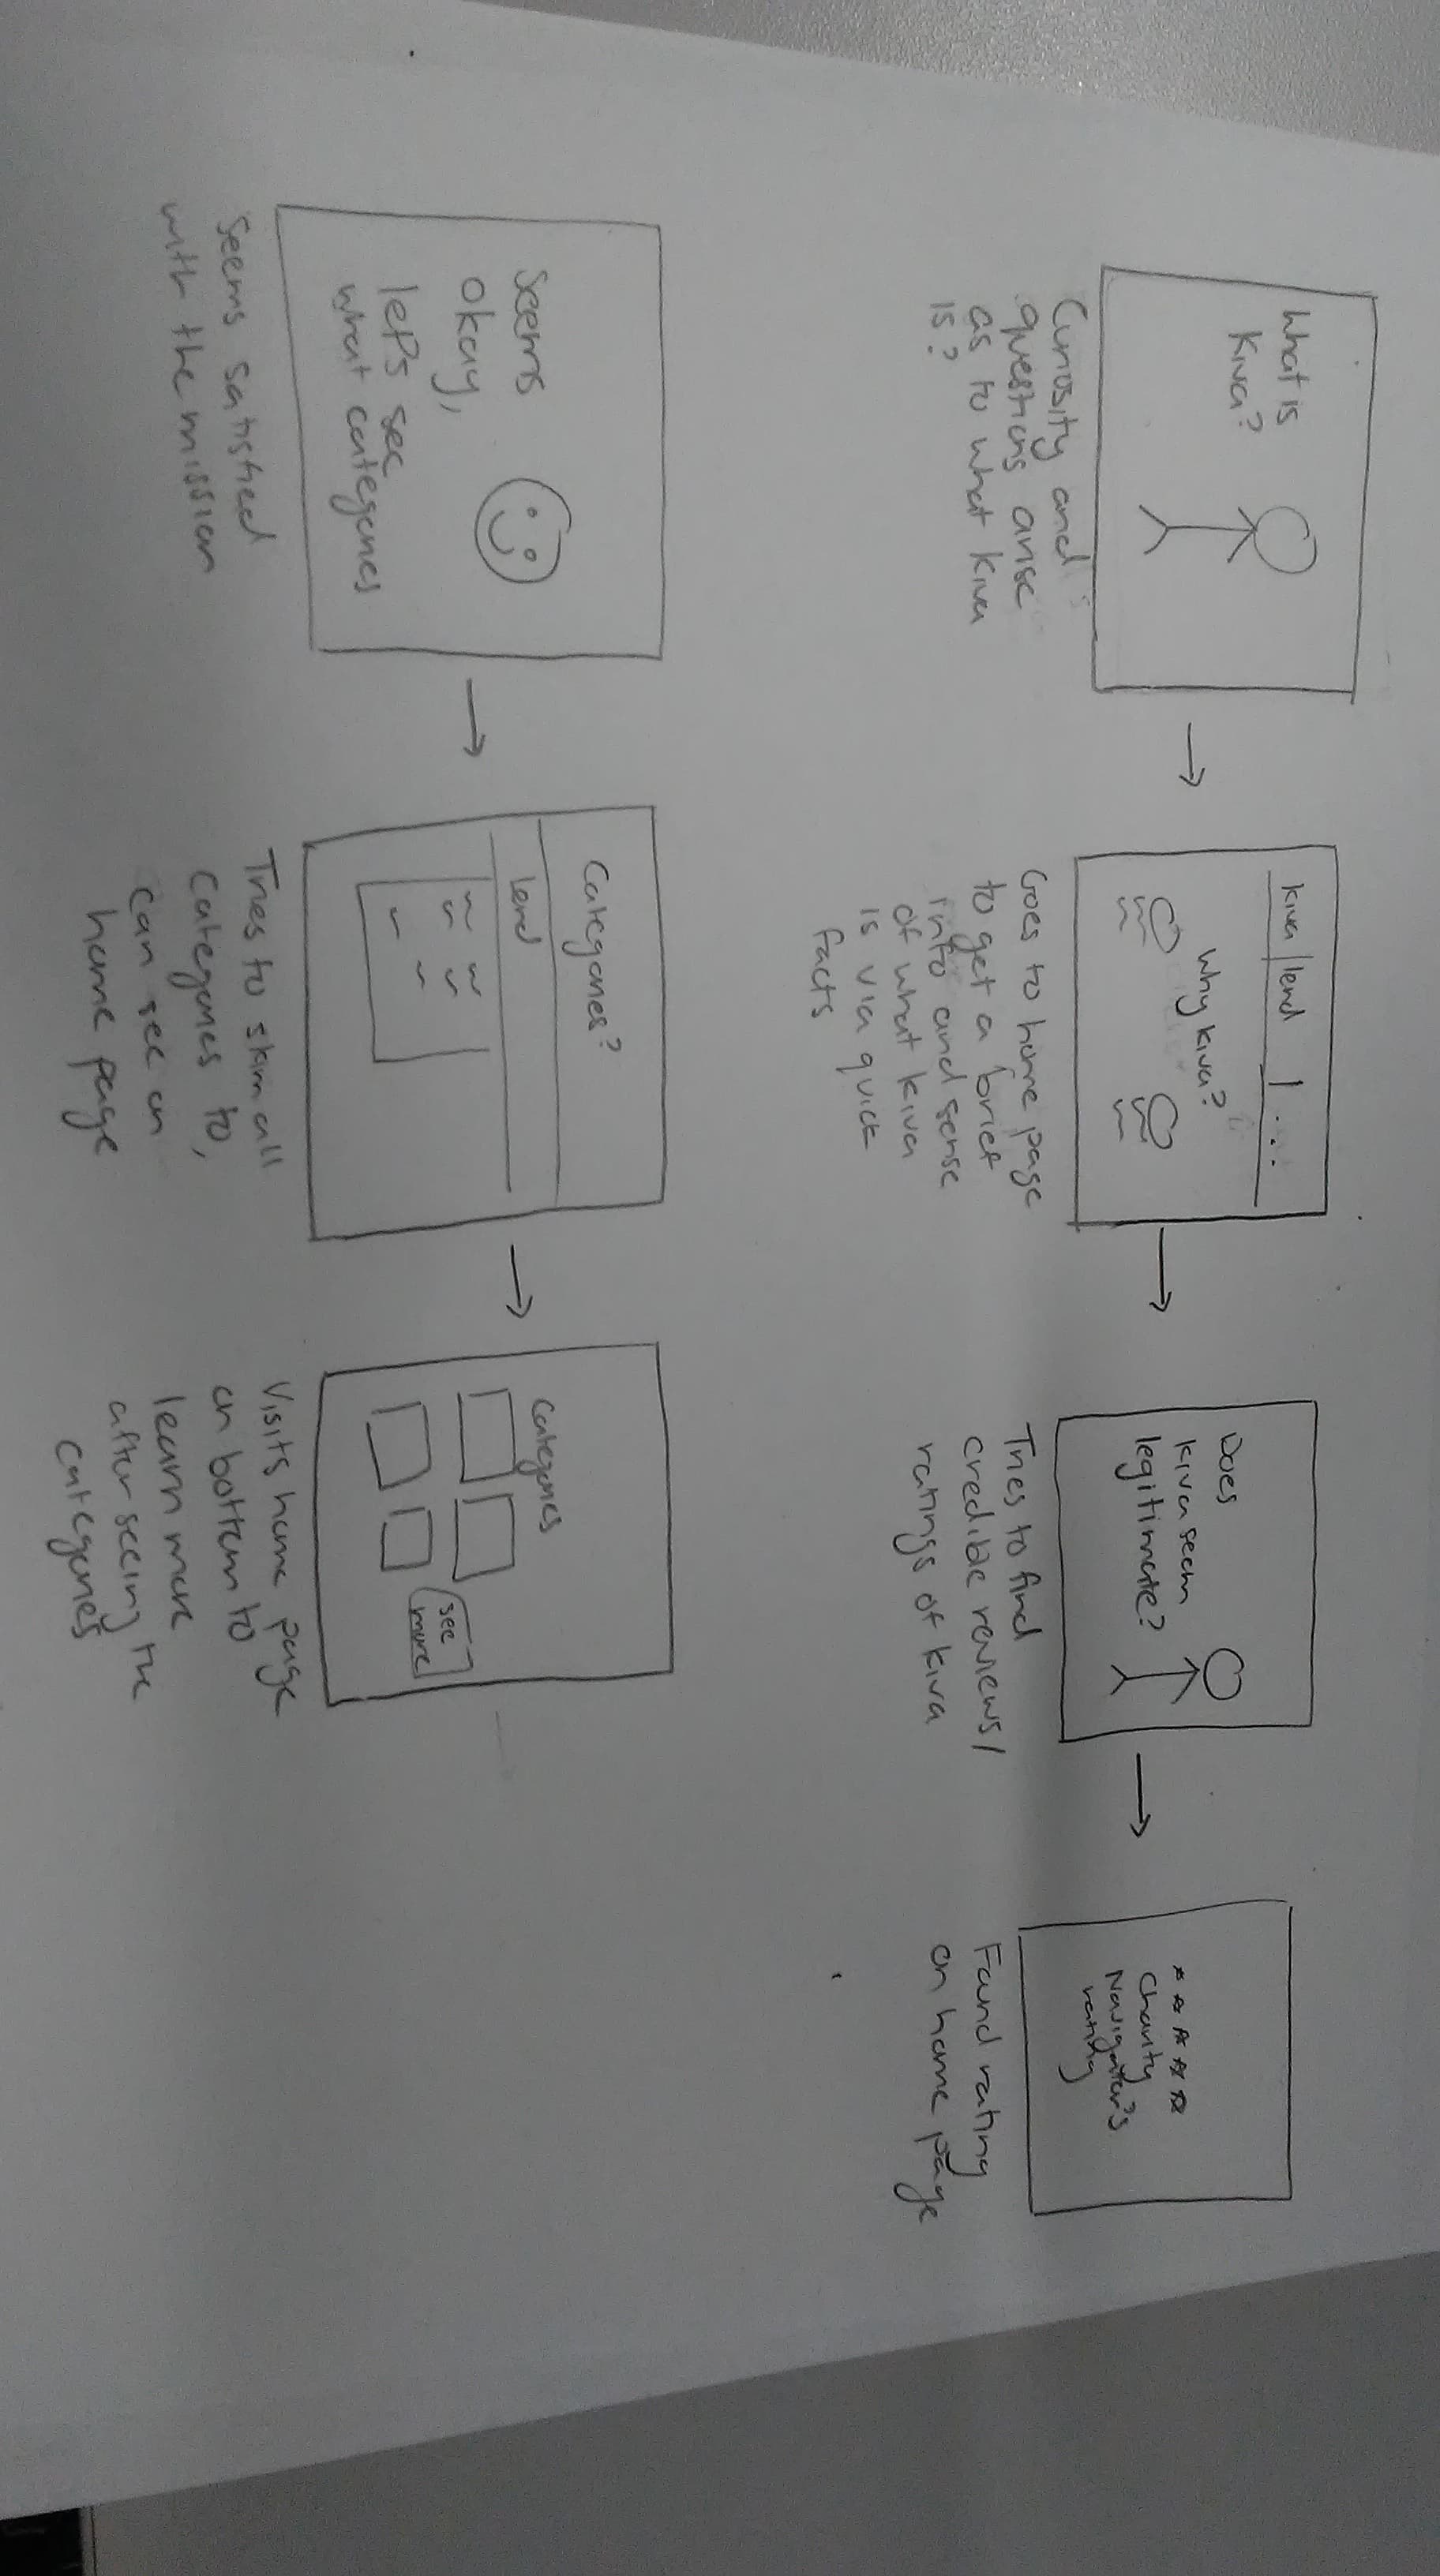 What is
Kiva?
Curiosity and
questions arise
as to what kiva
is?
kiva | lend | ...
Why kiva?
Goes to home page
to get a brief
info and sense
of what kiva
is via quick
facts
Does
kiva seem
legitimate?
Tries to find
credible reviews/
ratings of kiva
Charity
Navigator's
rating
Found rating
on home page
Seems
okay,
lets see
what categories
Seems satisfied
with the mission
Categories?
lend
Tries to skim all
categories to,
can see on
home page
Categories
see
more
Visits home page
on bottom to
learn more
after seeing the
categories